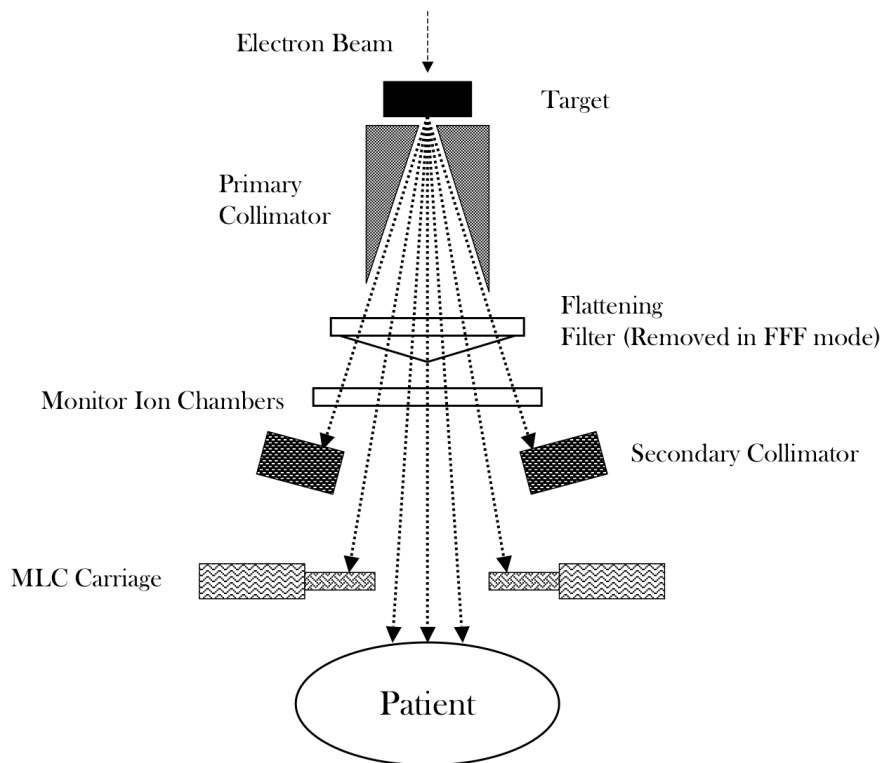 Electron Beam
Target
Primary
Collimator
Flattening
Filter (Removed in FFF mode)
Monitor Ion Chambers
Secondary Collimator
MLC Carriage
Patient